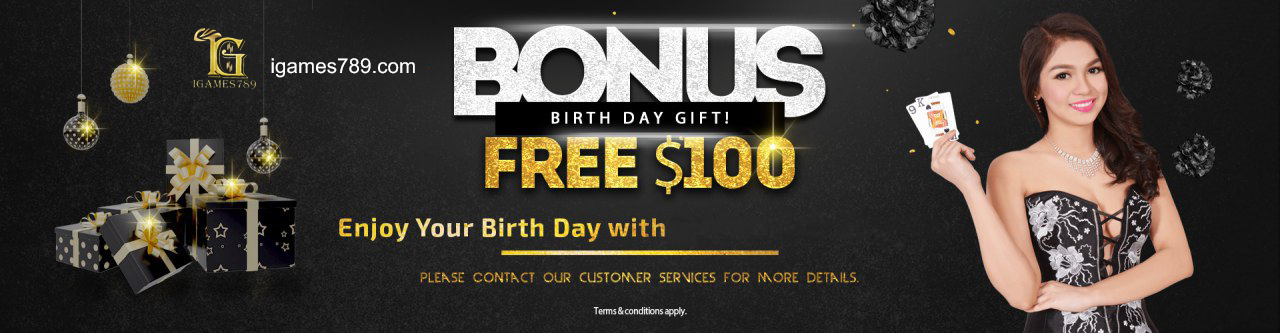 IGAMES789
igames789.com
BONUS
BIRTH DAY GIFT!
FREE $100
Enjoy Your Birth Day with
PLEASE CONTACT OUR CUSTOMER SERVICES FOR MORE DETAILS.
Terms & conditions apply.
9 K